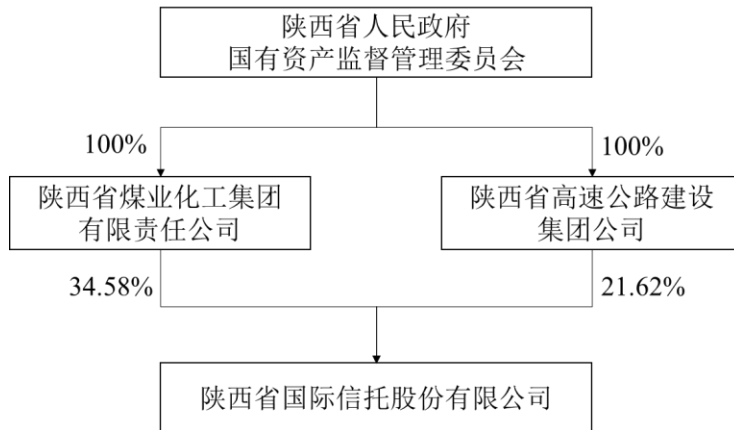 陕西省人民政府
国有资产监督管理委员会
100%
100%
陕西省煤业化工集团
有限责任公司
陕西省高速公路建设
集团公司
34.58%
21.62%
陕西省国际信托股份有限公司